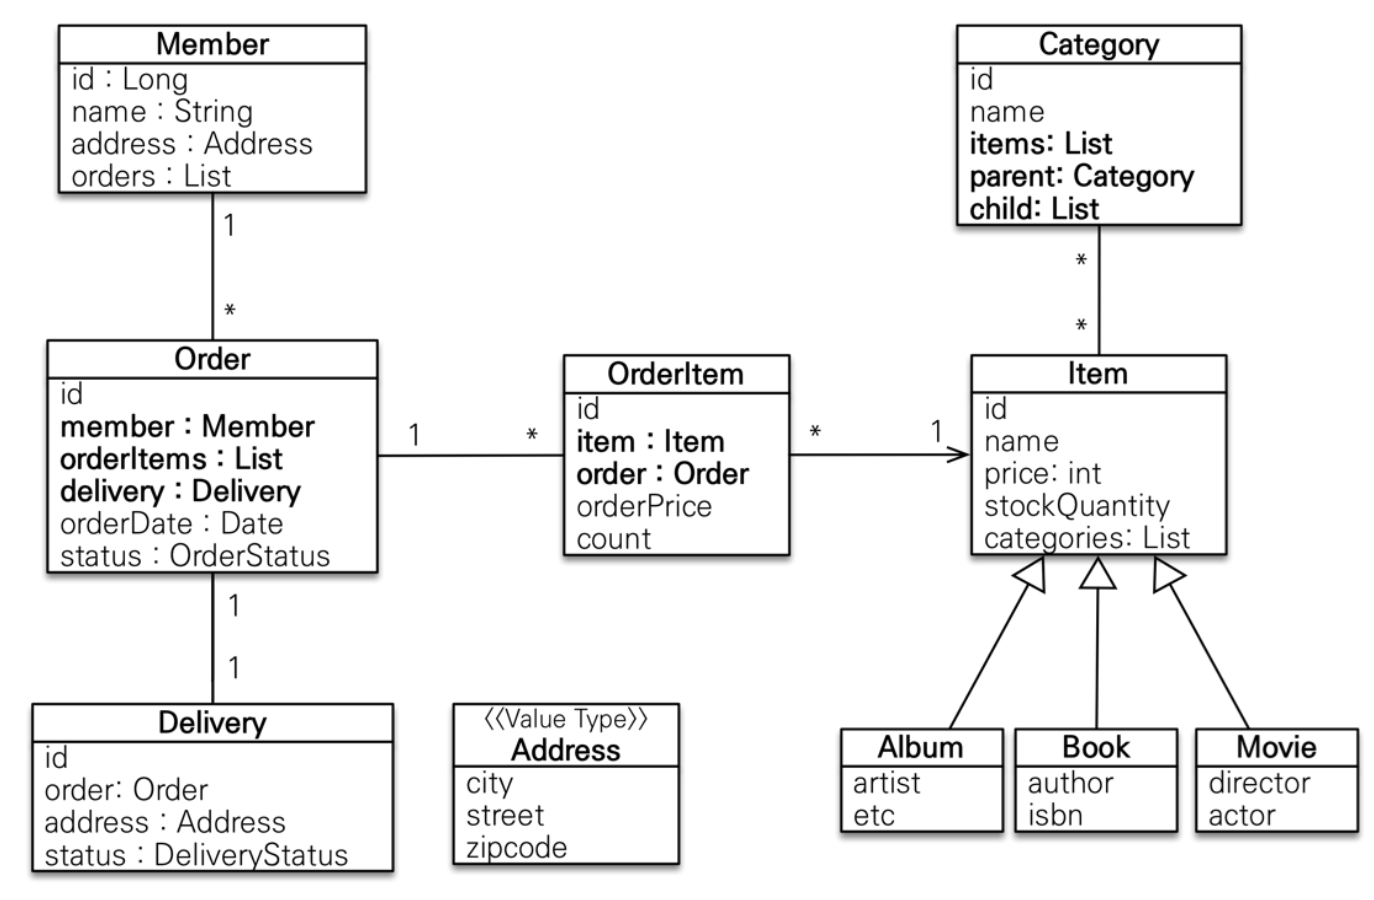 Member
id : Long
name : String
address : Address
orders : List
1
*
Order
id
member : Member
orderItems : List
delivery : Delivery
orderDate : Date
status : OrderStatus
1
*
1
1
Delivery
id
order: Order
address : Address
status : DeliveryStatus
OrderItem
id
item : Item
order : Order
orderPrice
count
*
1
<<Value Type>>
Address
city
street
zipcode
Category
id
name
items: List
parent: Category
child: List
*
*
Item
id
name
price: int
stockQuantity
categories: List
Album
artist
etc
Book
author
isbn
Movie
director
actor